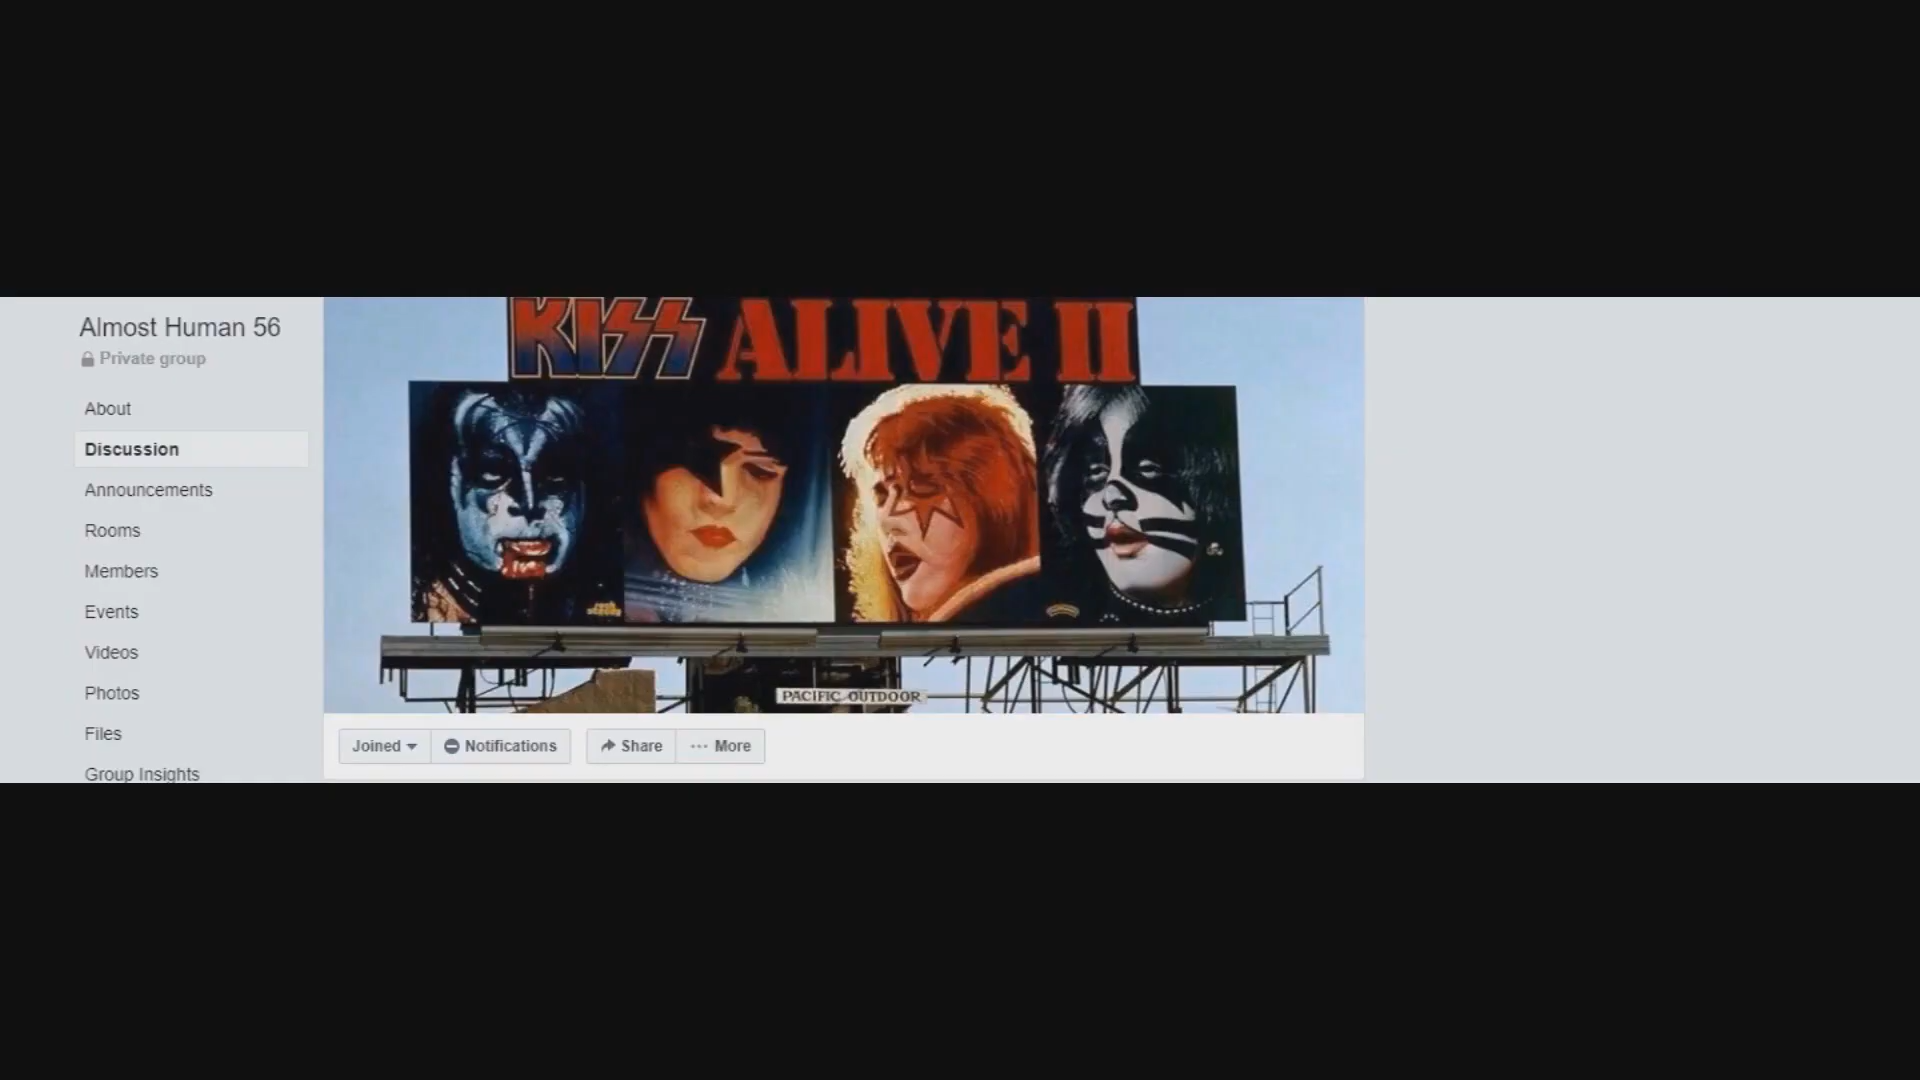 Almost Human 56
Private group
About
Discussion
Announcements
Rooms
Members
Events
Videos
Photos
Files
Group Insights
KISS ALIVE II
PACIFIC OUTDOOR
Joined
Notifications
Share
More